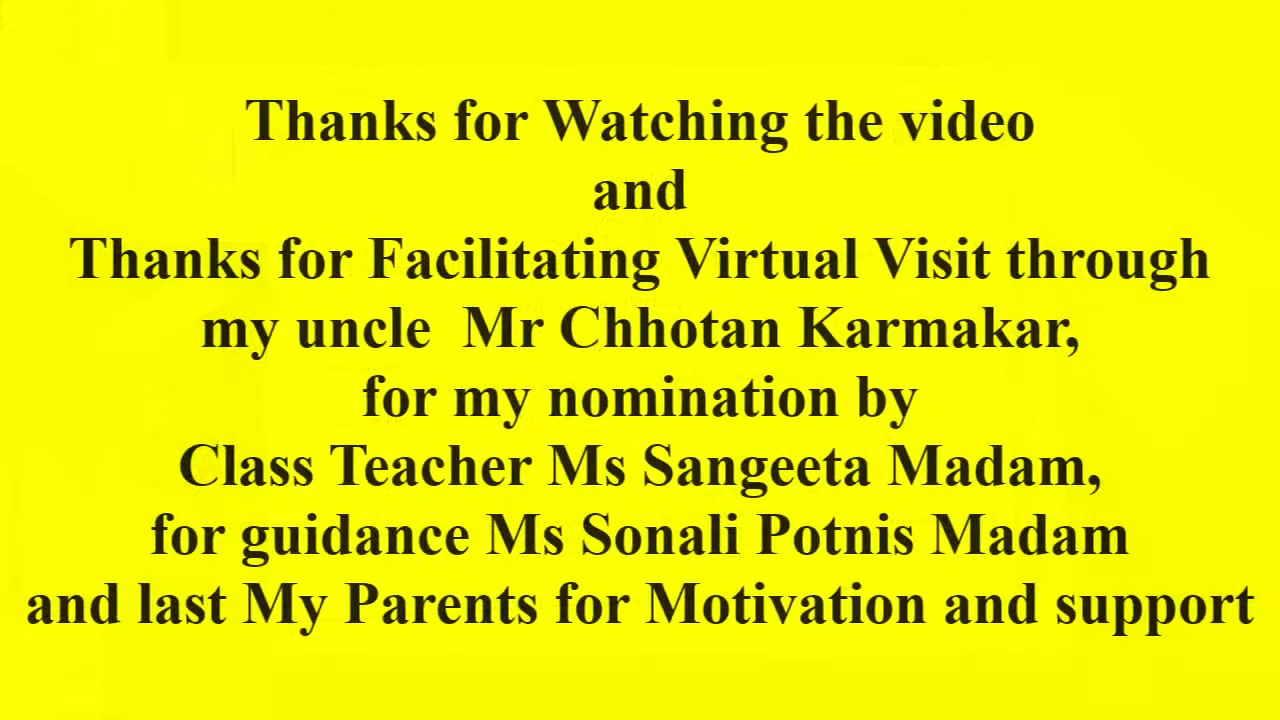 Thanks for Watching the video
and
Thanks for Facilitating Virtual Visit through
my uncle  Mr Chhotan Karmakar,
for my nomination by
Class Teacher Ms Sangeeta Madam,
for guidance Ms Sonali Potnis Madam
and last My Parents for Motivation and support